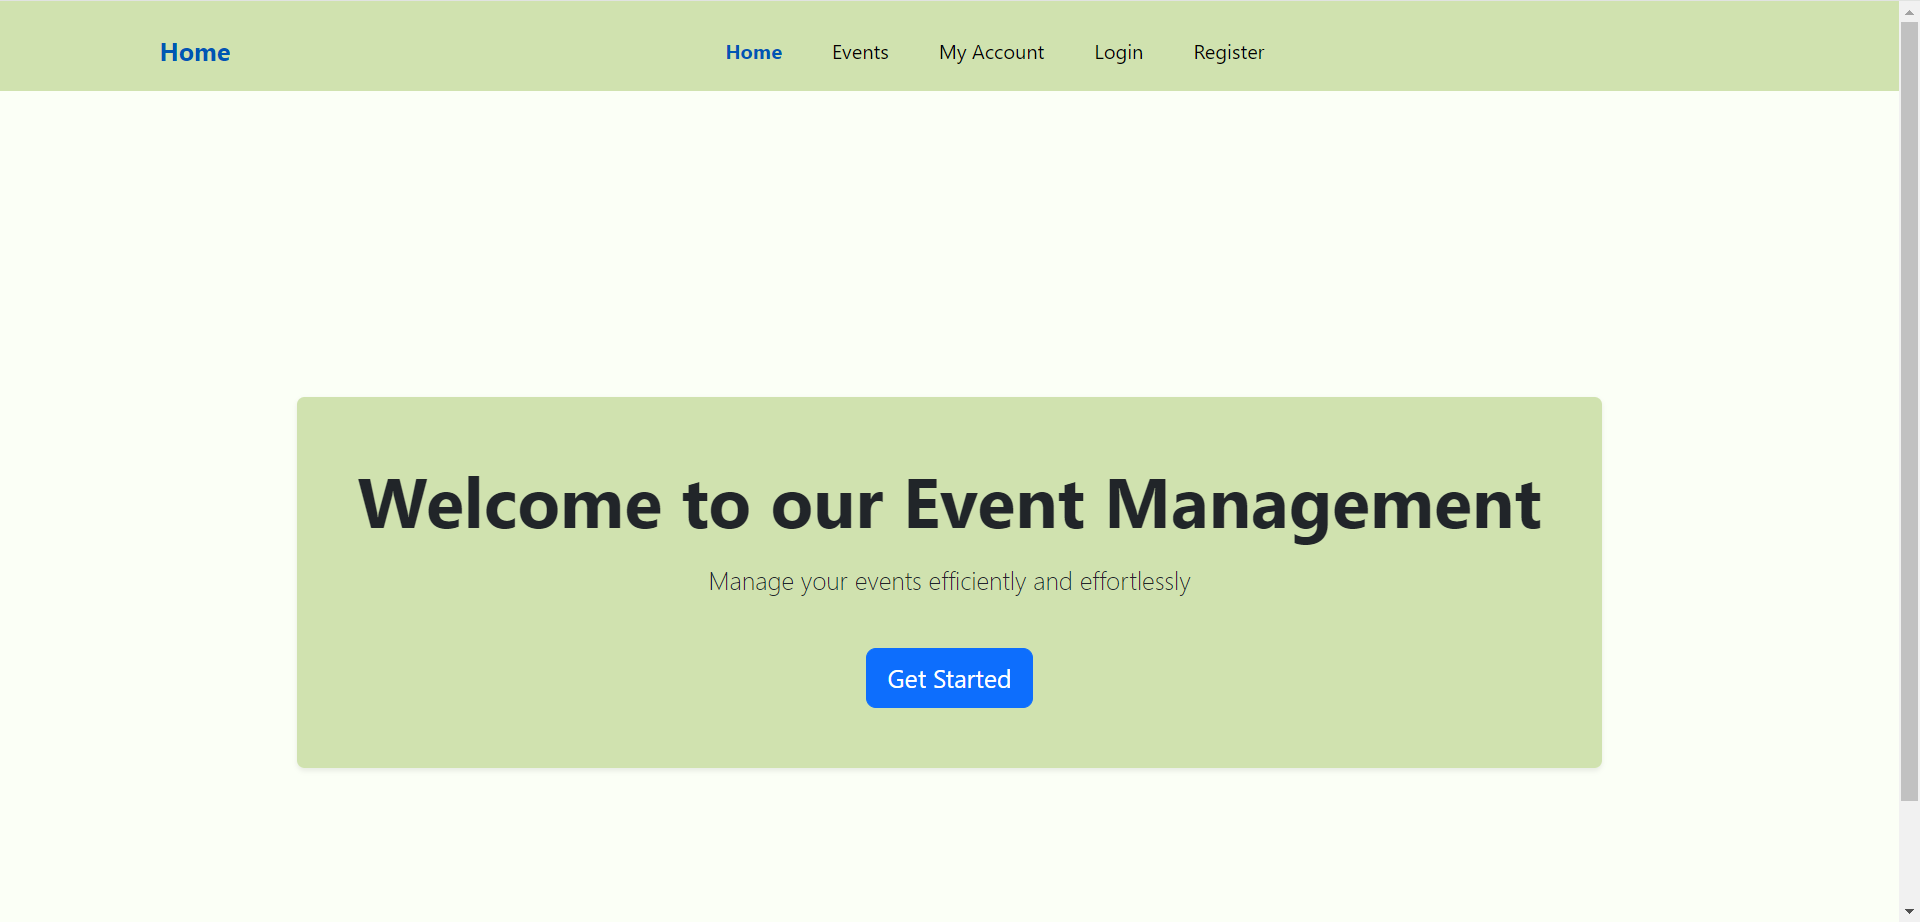 Home
Home Events My Account Login Register
Welcome to our Event Management
Manage your events efficiently and effortlessly
Get Started